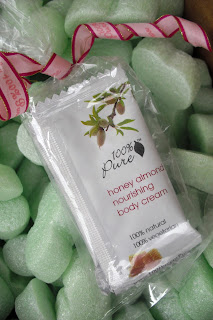 100%
Pure
honey almond
nourishing
body cream
100% natural
100% vegetarian